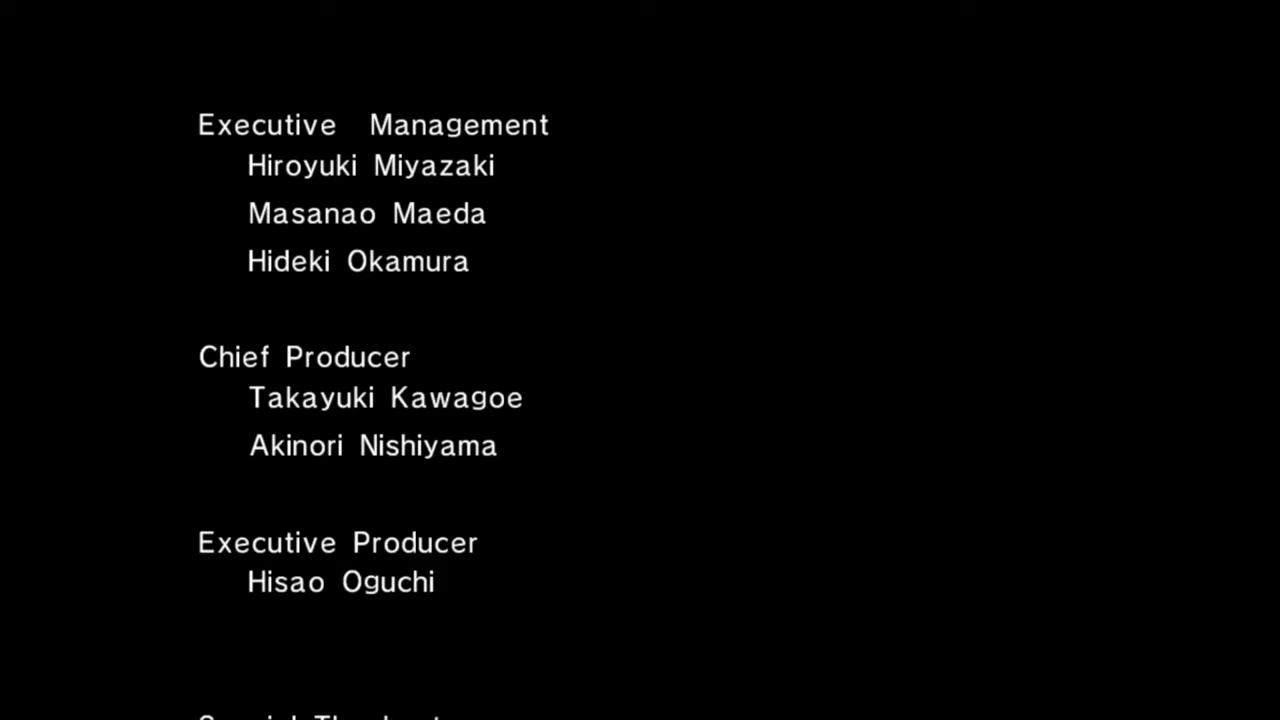 Executive Management
Hiroyuki Miyazaki
Masanao Maeda
Hideki Okamura
Chief Producer
Takayuki Kawagoe
Akinori Nishiyama
Executive Producer
Hisao Oguchi